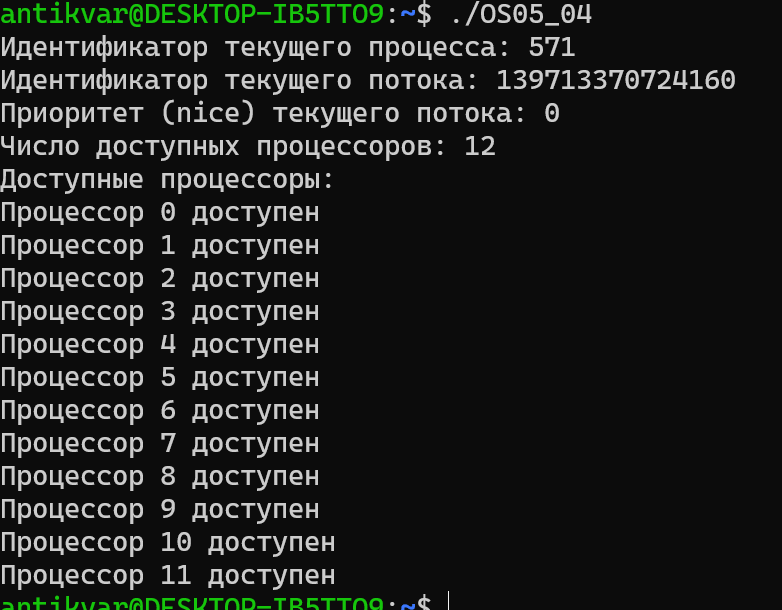 antikvar@DESKTOP-IB5TTO9:~$ ./OS05_04
Идентификатор текущего процесса: 571
Идентификатор текущего потока: 139713370724160
Приоритет (nice) текущего потока: 0
Число доступных процессоров: 12
Доступные процессоры:
Процессор 0 доступен
Процессор 1 доступен
Процессор 2 доступен
Процессор 3 доступен
Процессор 4 доступен
Процессор 5 доступен
Процессор 6 доступен
Процессор 7 доступен
Процессор 8 доступен
Процессор 9 доступен
Процессор 10 доступен
Процессор 11 доступен
antikvar@DESKTOP-IB5TTO9:~$